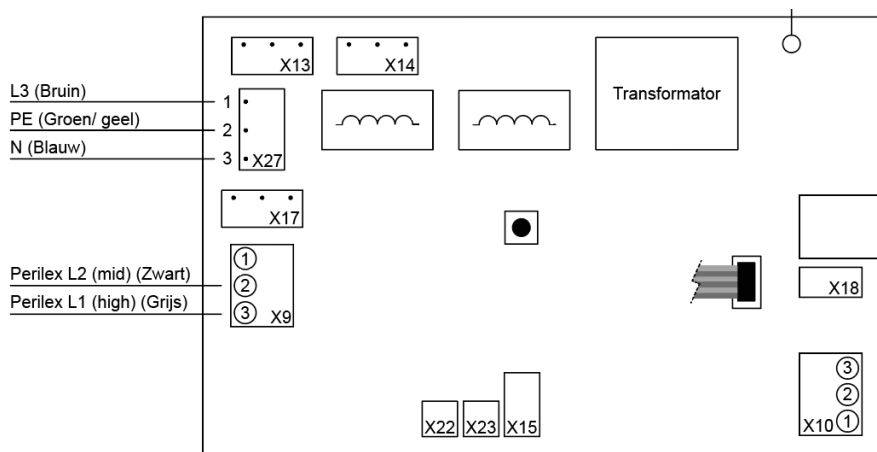 X13
X14
L3 (Bruin)
1
PE (Groen/ geel)
2
N (Blauw)
3
X27
Transformator
X17
1
Perilex L2 (mid) (Zwart)
2
Perilex L1 (high) (Grijs)
3
X9
X18
X22
X23
X15
3
2
X10
1